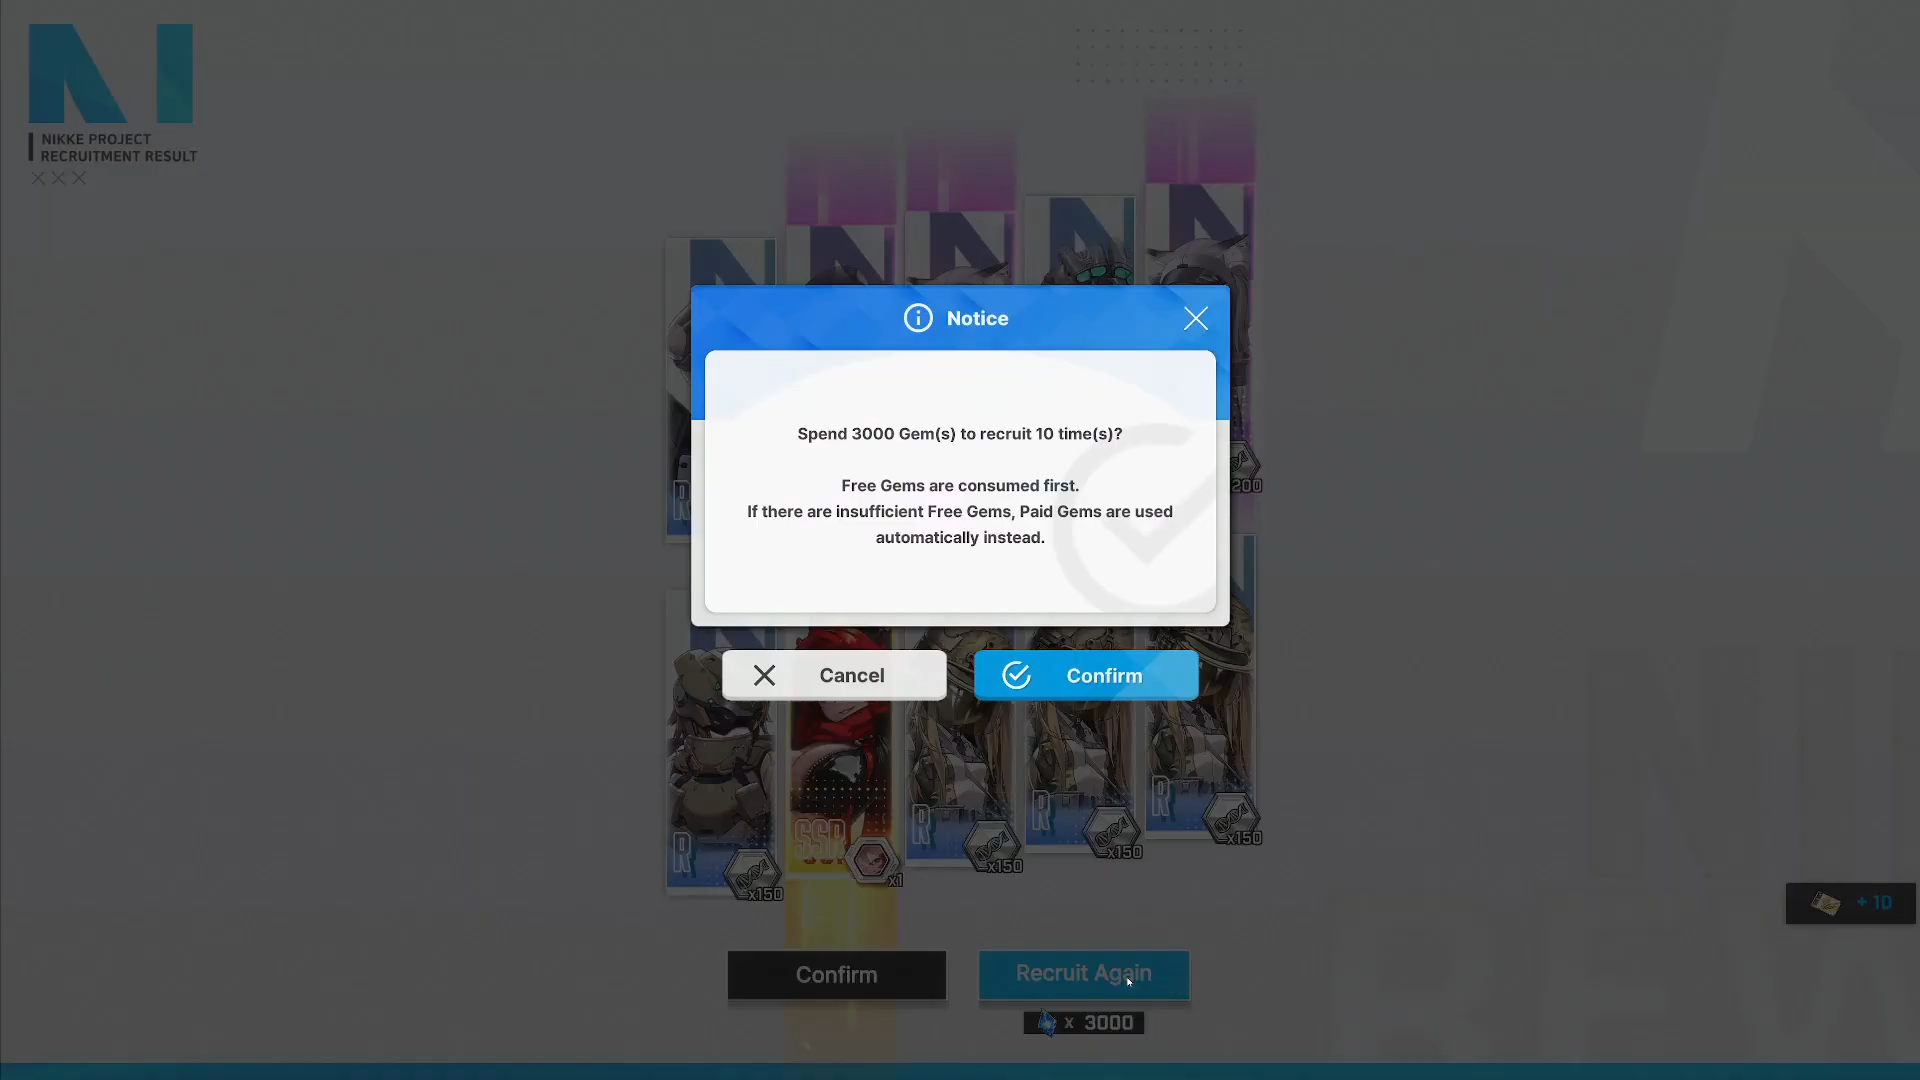 NI
NIKKE PROJECT
RECRUITMENT RESULT
Notice
Spend 3000 Gem(s) to recruit 10 time(s)?
Free Gems are consumed first.
If there are insufficient Free Gems, Paid Gems are used
automatically instead.
Cancel
Confirm
R
200
R
x150
SSR
x1
R
x150
R
x150
R
x150
+ 10
Confirm
Recruit Again
x 3000